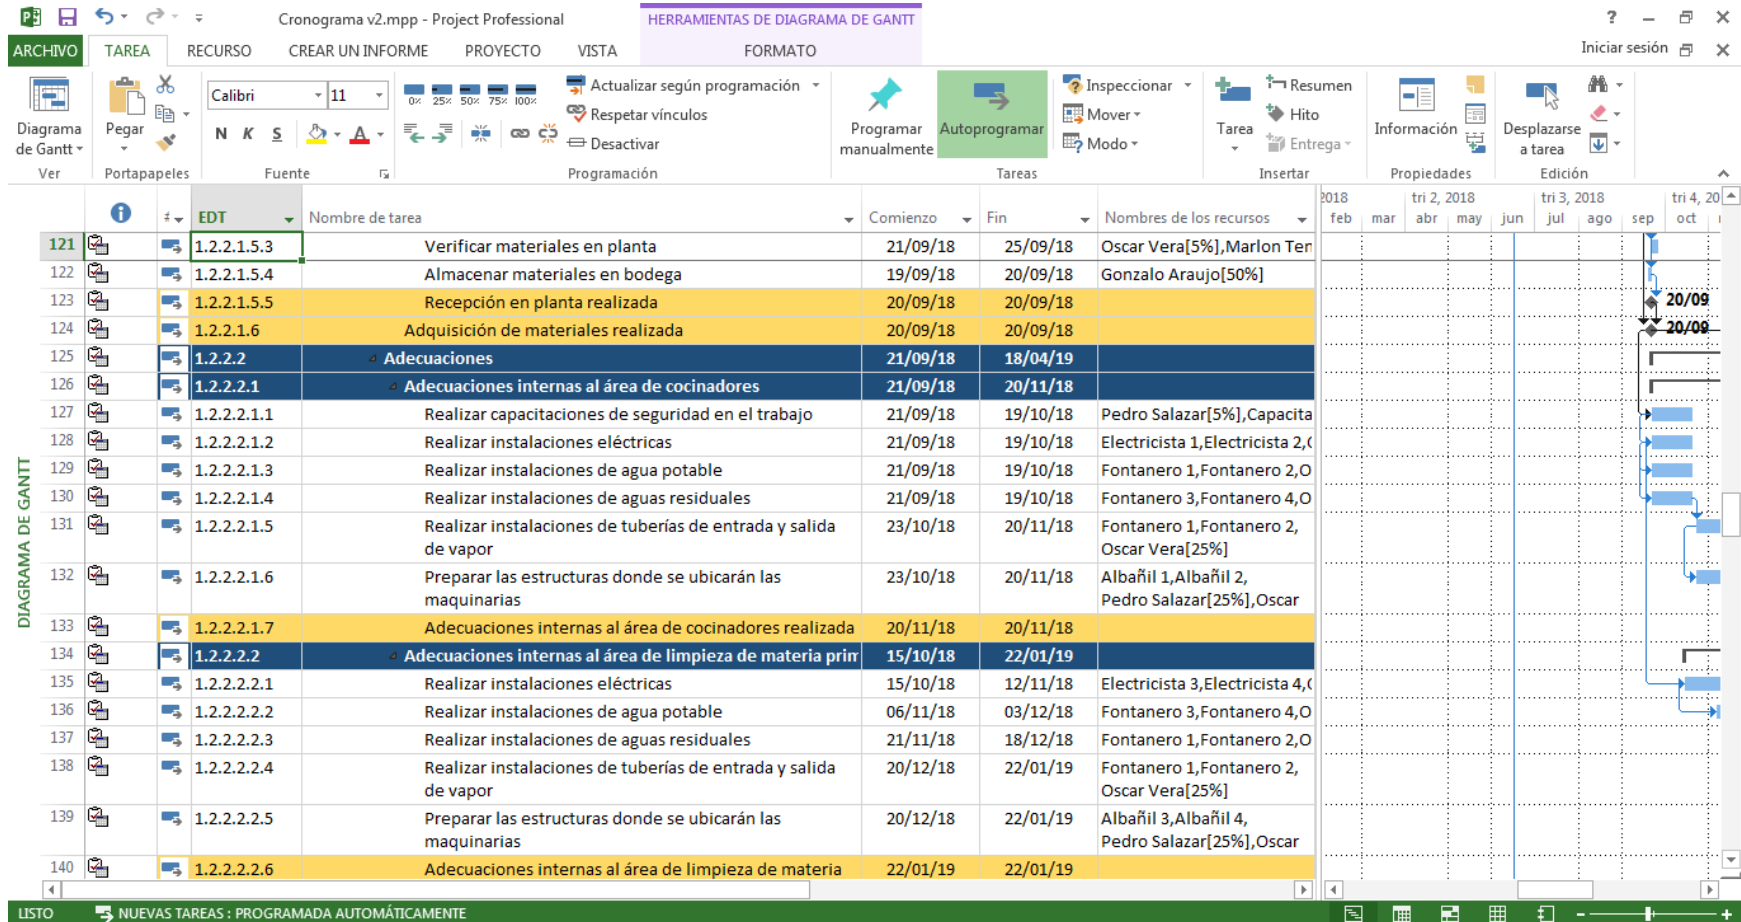 Cronograma v2.mpp - Project Professional
HERRAMIENTAS DE DIAGRAMA DE GANTT
ARCHIVO TAREA RECURSO CREAR UN INFORME PROYECTO VISTA FORMATO Iniciar sesión
Diagrama de Gantt
Ver
Pegar
Portapapeles
Calibri 11
N K S A
Fuente
0% 25% 50% 75% 100%
Actualizar según programación
Respetar vínculos
Desactivar
Programación
Programar manualmente
Autoprogramar
Inspeccionar
Mover
Modo
Tareas
Tarea
Resumen
Hito
Entrega
Insertar
Información
Propiedades
Desplazarse a tarea
Edición
EDT Nombre de tarea Comienzo Fin Nombres de los recursos
2018 tri 2, 2018 tri 3, 2018 tri 4, 20
feb mar abr may jun jul ago sep oct
121 1.2.2.1.5.3 Verificar materiales en planta 21/09/18 25/09/18 Oscar Vera[5%],Marlon Ten
122 1.2.2.1.5.4 Almacenar materiales en bodega 19/09/18 20/09/18 Gonzalo Araujo[50%]
123 1.2.2.1.5.5 Recepción en planta realizada 20/09/18 20/09/18 20/09
124 1.2.2.1.6 Adquisición de materiales realizada 20/09/18 20/09/18 20/09
125 1.2.2.2 Adecuaciones 21/09/18 18/04/19
126 1.2.2.2.1 Adecuaciones internas al área de cocinadores 21/09/18 20/11/18
127 1.2.2.2.1.1 Realizar capacitaciones de seguridad en el trabajo 21/09/18 19/10/18 Pedro Salazar[5%],Capacita
128 1.2.2.2.1.2 Realizar instalaciones eléctricas 21/09/18 19/10/18 Electricista 1,Electricista 2,(
129 1.2.2.2.1.3 Realizar instalaciones de agua potable 21/09/18 19/10/18 Fontanero 1,Fontanero 2,O
130 1.2.2.2.1.4 Realizar instalaciones de aguas residuales 21/09/18 19/10/18 Fontanero 3,Fontanero 4,O
131 1.2.2.2.1.5 Realizar instalaciones de tuberías de entrada y salida 23/10/18 20/11/18 Fontanero 1,Fontanero 2,
de vapor Oscar Vera[25%]
132 1.2.2.2.1.6 Preparar las estructuras donde se ubicarán las 23/10/18 20/11/18 Albañil 1,Albañil 2,
maquinarias Pedro Salazar[25%],Oscar
133 1.2.2.2.1.7 Adecuaciones internas al área de cocinadores realizada 20/11/18 20/11/18
134 1.2.2.2.2 Adecuaciones internas al área de limpieza de materia prim 15/10/18 22/01/19
135 1.2.2.2.2.1 Realizar instalaciones eléctricas 15/10/18 12/11/18 Electricista 3,Electricista 4,(
136 1.2.2.2.2.2 Realizar instalaciones de agua potable 06/11/18 03/12/18 Fontanero 3,Fontanero 4,O
137 1.2.2.2.2.3 Realizar instalaciones de aguas residuales 21/11/18 18/12/18 Fontanero 1,Fontanero 2,O
138 1.2.2.2.2.4 Realizar instalaciones de tuberías de entrada y salida 20/12/18 22/01/19 Fontanero 1,Fontanero 2,
de vapor Oscar Vera[25%]
139 1.2.2.2.2.5 Preparar las estructuras donde se ubicarán las 20/12/18 22/01/19 Albañil 3,Albañil 4,
maquinarias Pedro Salazar[25%],Oscar
140 1.2.2.2.2.6 Adecuaciones internas al área de limpieza de materia 22/01/19 22/01/19
DIAGRAMA DE GANTT
LISTO NUEVAS TAREAS : PROGRAMADA AUTOMÁTICAMENTE